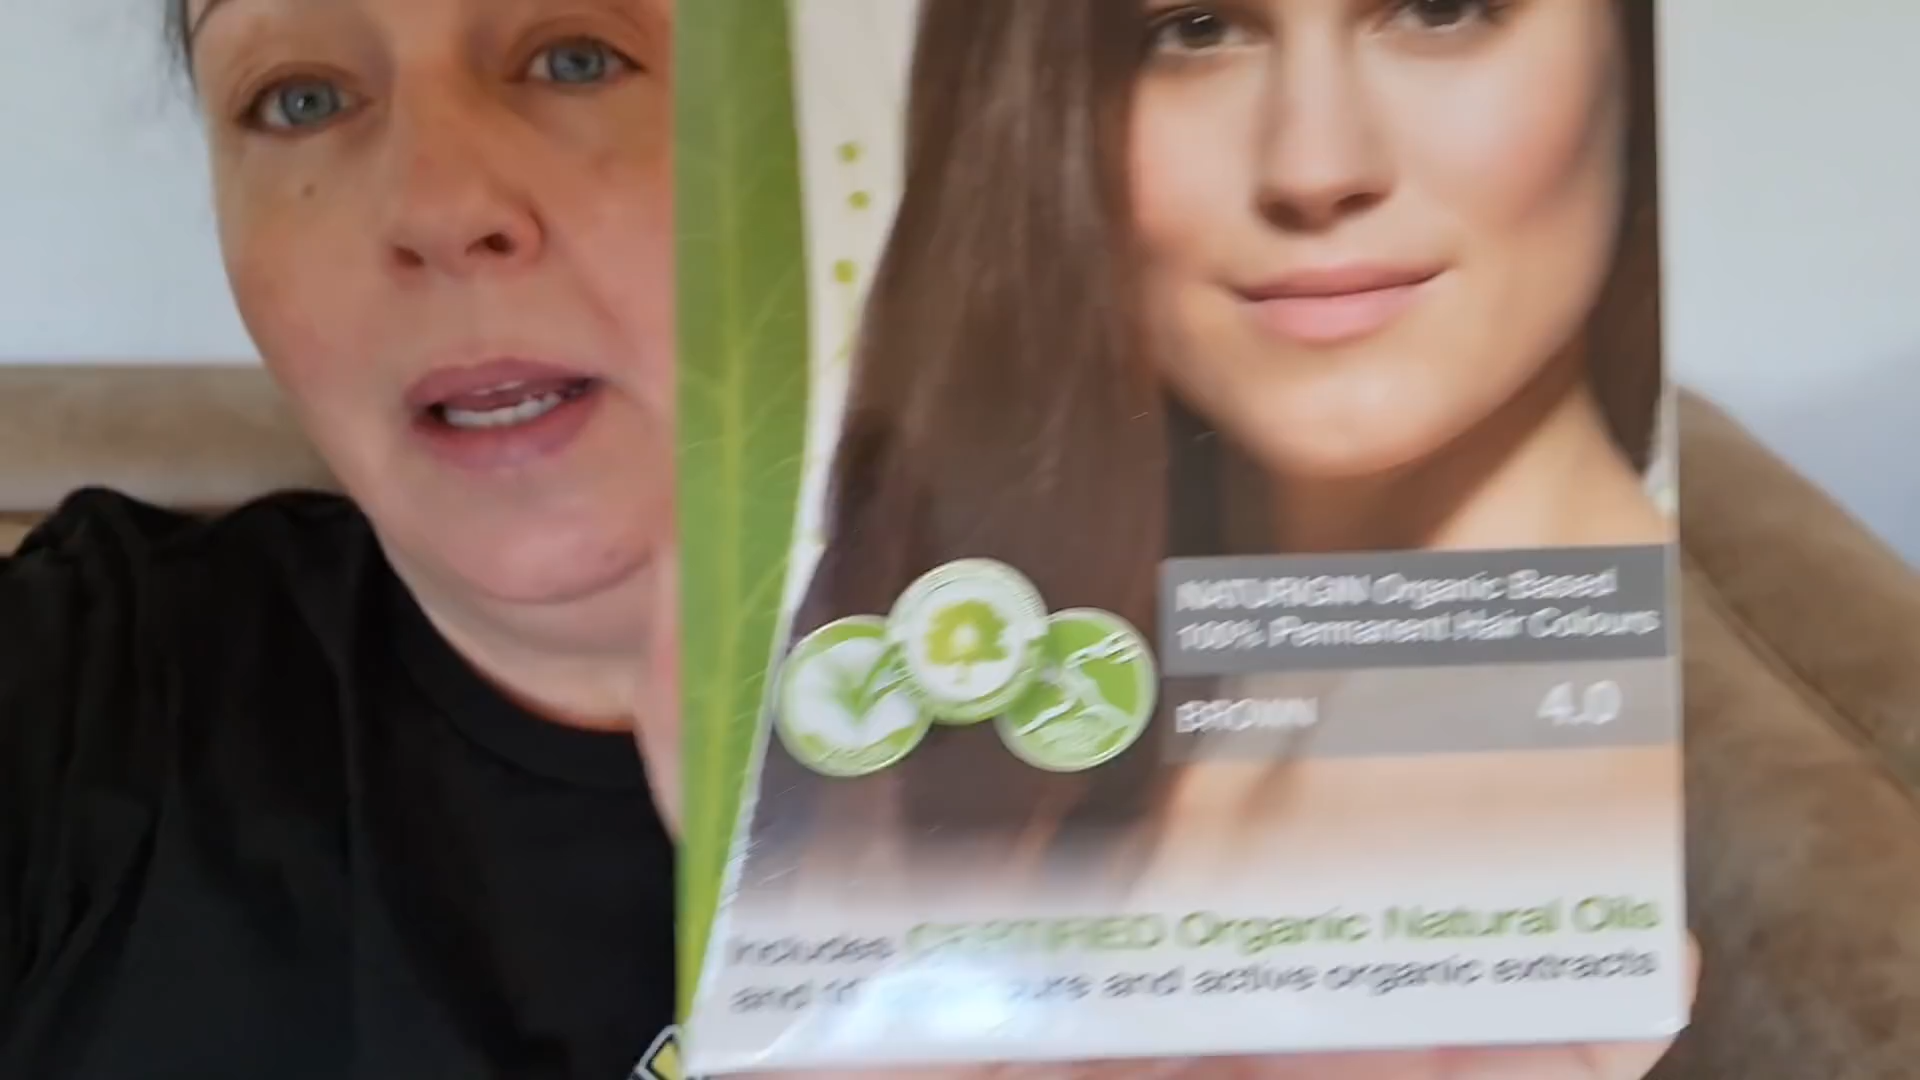 NATURIGIN Organic Based
100% Permanent Hair Colours
BROWN 4.0
Includes CERTIFIED Organic Natural Oils
and and active organic extracts